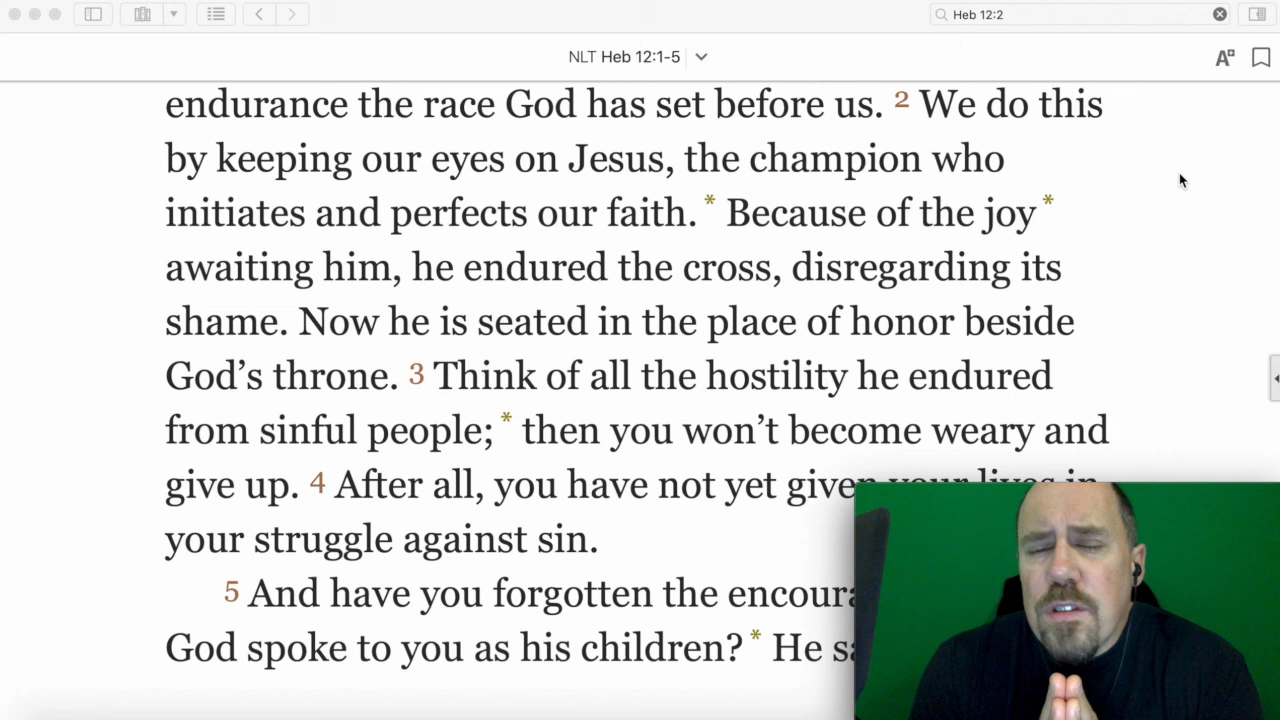 Heb 12:2
NLT Heb 12:1-5
endurance the race God has set before us. 2 We do this
by keeping our eyes on Jesus, the champion who
initiates and perfects our faith. * Because of the joy *
awaiting him, he endured the cross, disregarding its
shame. Now he is seated in the place of honor beside
God’s throne. 3 Think of all the hostility he endured
from sinful people; * then you won’t become weary and
give up. 4 After all, you have not yet given your lives in
your struggle against sin.
5 And have you forgotten the
God spoke to you as his children? * He